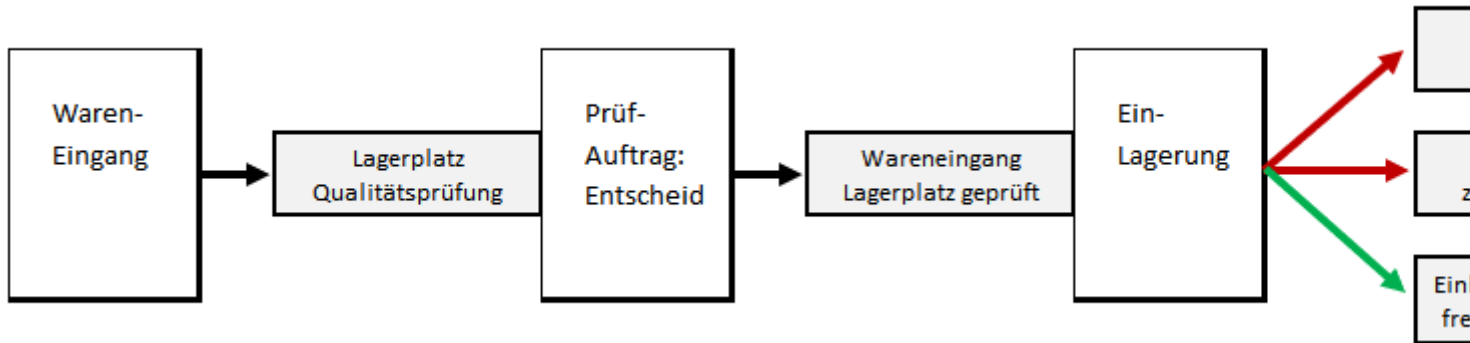 Waren-
Eingang
Lagerplatz
Qualitätsprüfung
Prüf-
Auftrag:
Entscheid
Wareneingang
Lagerplatz geprüft
Ein-
Lagerung